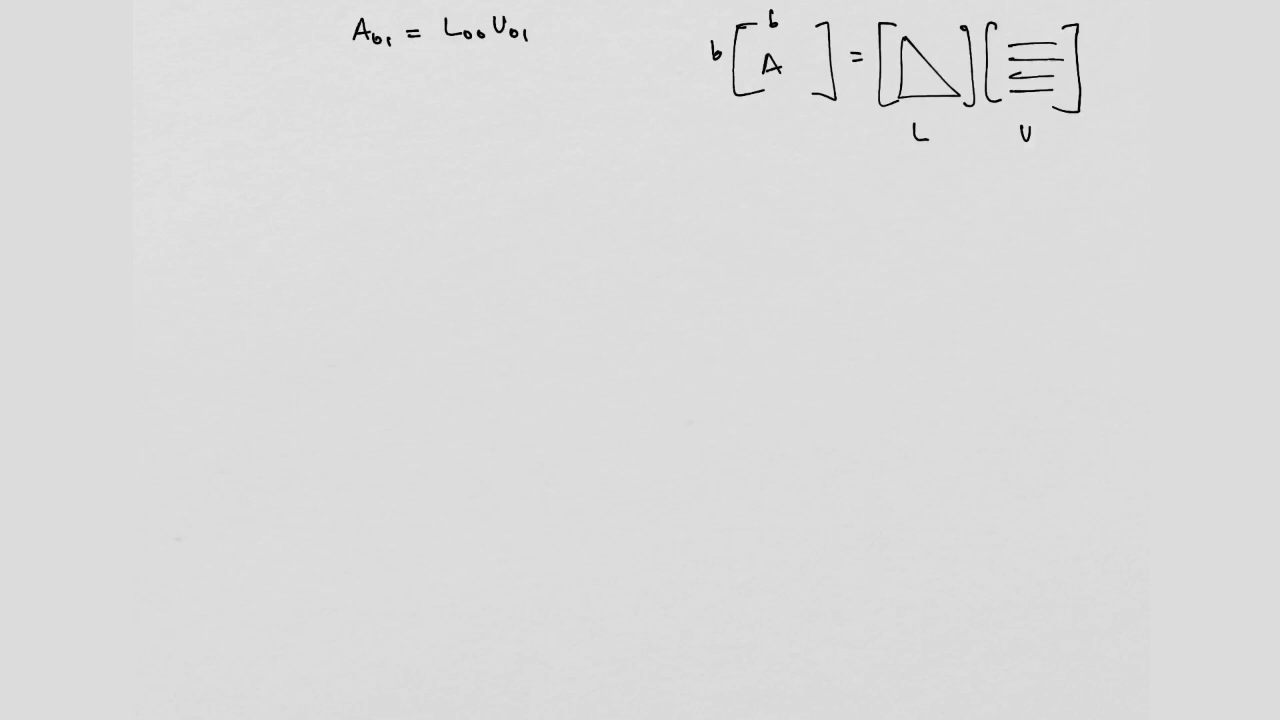 A₀₁ = L₀₀ U₀₁
b
b [ A ] = [ ] [ ]
L U